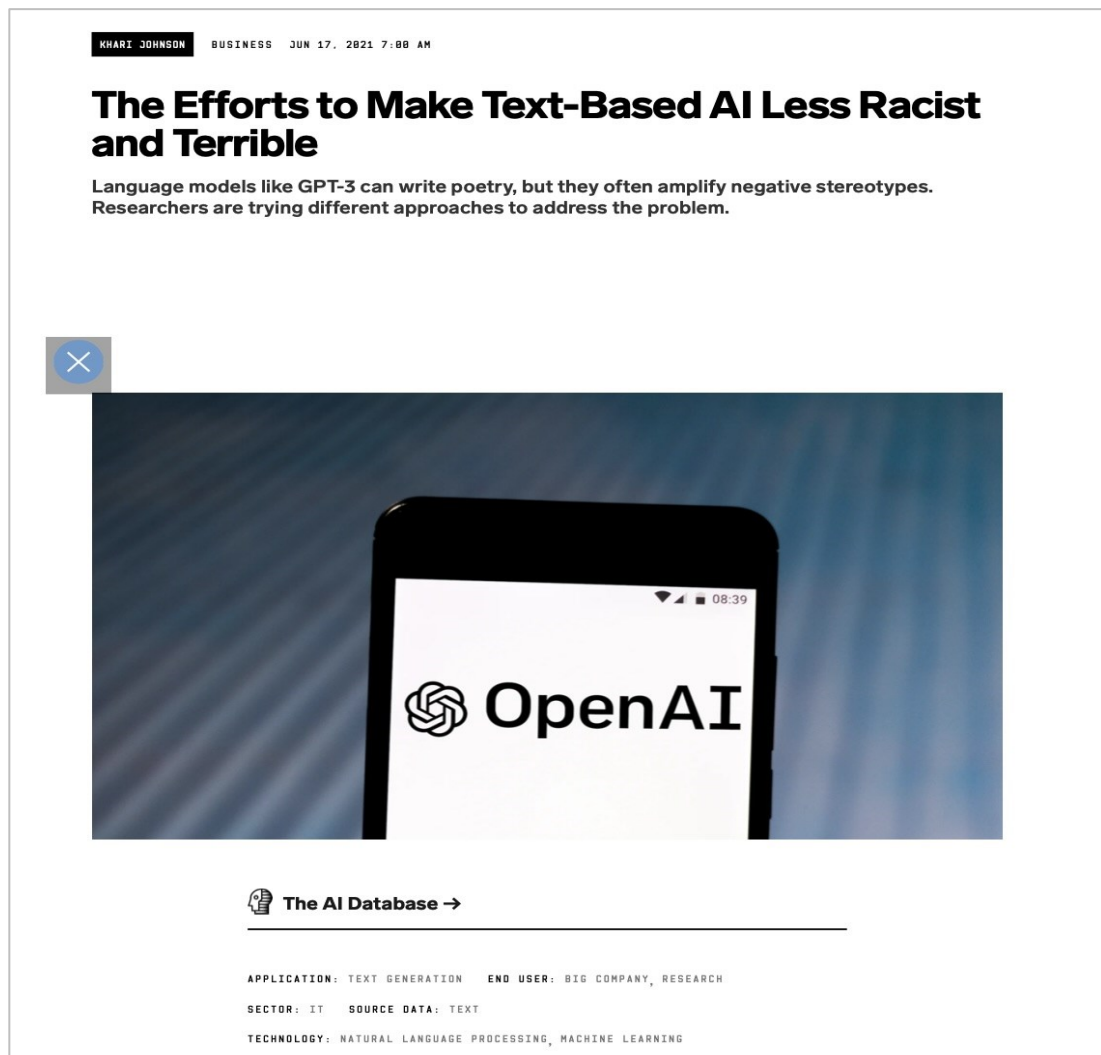 KHARI JOHNSON BUSINESS JUN 17, 2021 7:00 AM
The Efforts to Make Text-Based AI Less Racist
and Terrible
Language models like GPT-3 can write poetry, but they often amplify negative stereotypes.
Researchers are trying different approaches to address the problem.
08:39
OpenAI
The AI Database →
APPLICATION: TEXT GENERATION END USER: BIG COMPANY, RESEARCH
SECTOR: IT SOURCE DATA: TEXT
TECHNOLOGY: NATURAL LANGUAGE PROCESSING, MACHINE LEARNING